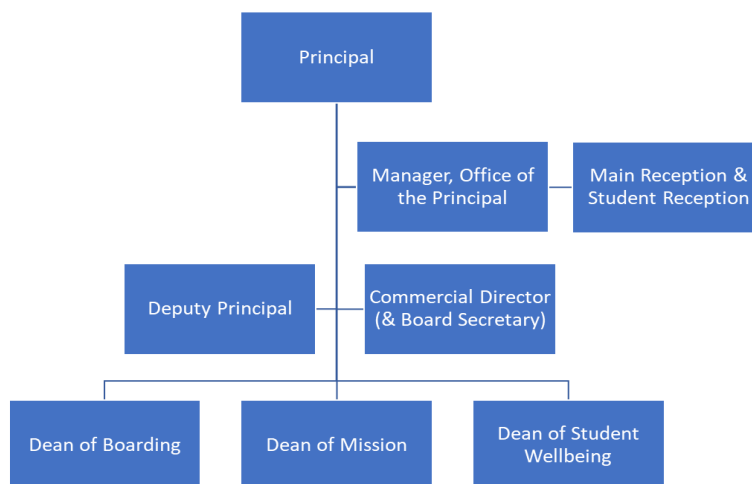 Principal
Manager, Office of
the Principal
Main Reception &
Student Reception
Deputy Principal
Commercial Director
(& Board Secretary)
Dean of Boarding
Dean of Mission
Dean of Student
Wellbeing